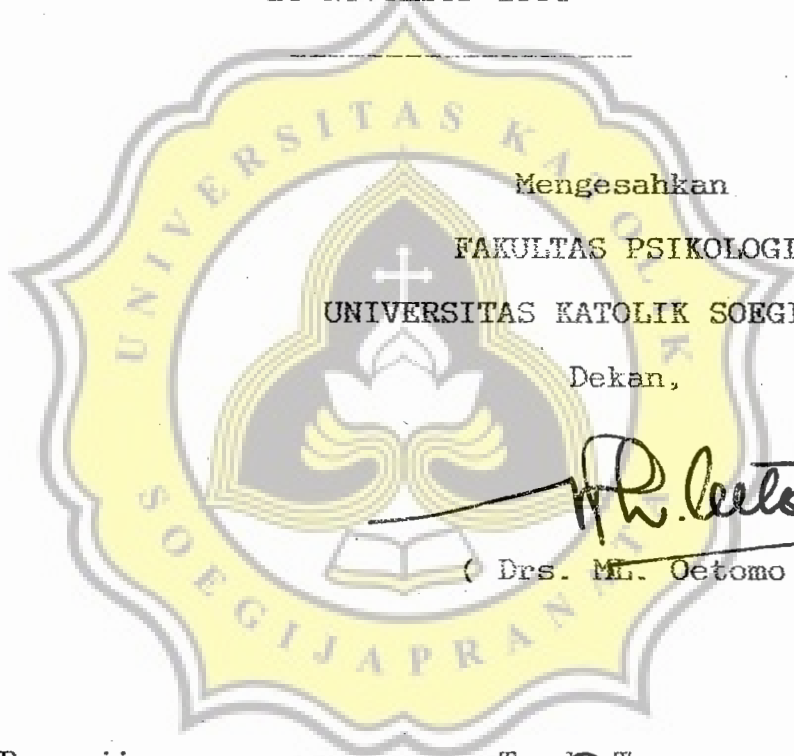 Mengesahkan
FAKULTAS PSIKOLOGI
UNIVERSITAS KATOLIK SOEGI
Dekan,
( Drs. ML. Oetomo
UNIVERSITAS KATOLIK
SOEGIJAPRANATA